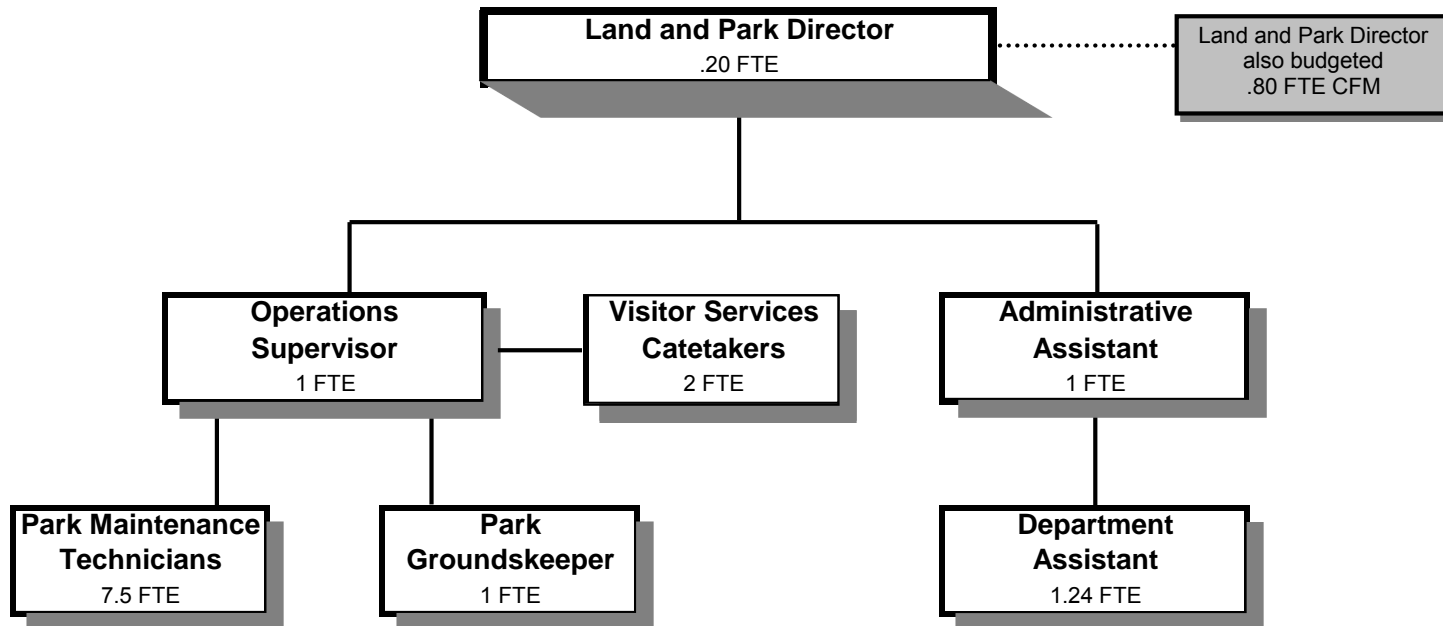 Land and Park Director
.20 FTE
Land and Park Director
also budgeted
.80 FTE CFM
Operations
Supervisor
1 FTE
Visitor Services
Catetakers
2 FTE
Administrative
Assistant
1 FTE
Park Maintenance
Technicians
7.5 FTE
Park
Groundskeeper
1 FTE
Department
Assistant
1.24 FTE